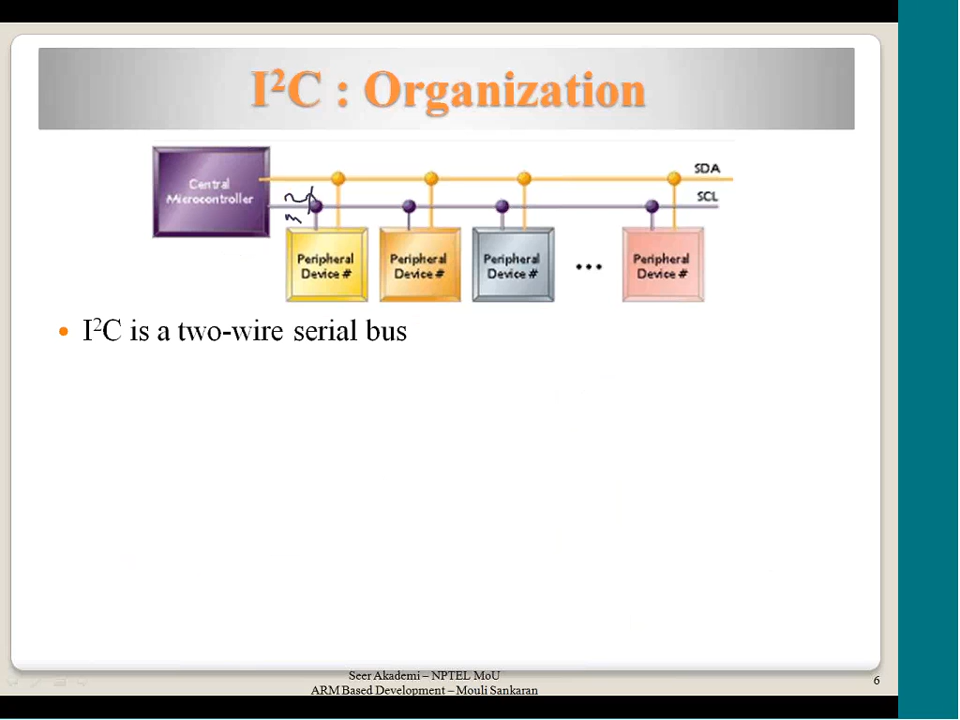 I²C : Organization
SDA
Central
Microcontroller
SCL
Peripheral
Device #
Peripheral
Device #
Peripheral
Device #
Peripheral
Device #
• I²C is a two-wire serial bus
Seer Akademi – NPTEL MoU
ARM Based Development – Mouli Sankaran
6